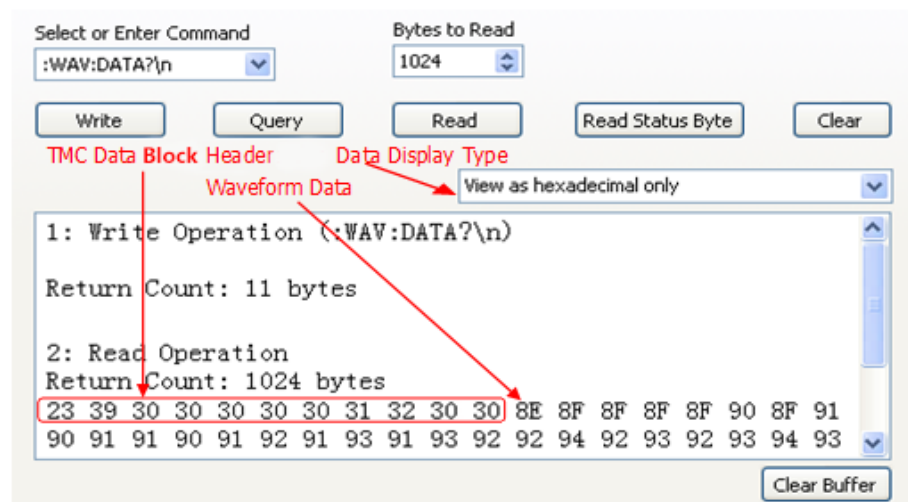 Select or Enter Command Bytes to Read
:WAV:DATA?\n 1024
Write Query Read Read Status Byte Clear
TMC Data Block Header Data Display Type
Waveform Data View as hexadecimal only
1: Write Operation (:WAV:DATA?\n)
Return Count: 11 bytes
2: Read Operation
Return Count: 1024 bytes
23 39 30 30 30 30 30 31 32 30 30 8E 8F 8F 8F 8F 90 8F 91
90 91 91 90 91 92 91 93 91 93 92 92 94 92 93 92 93 94 93
Clear Buffer